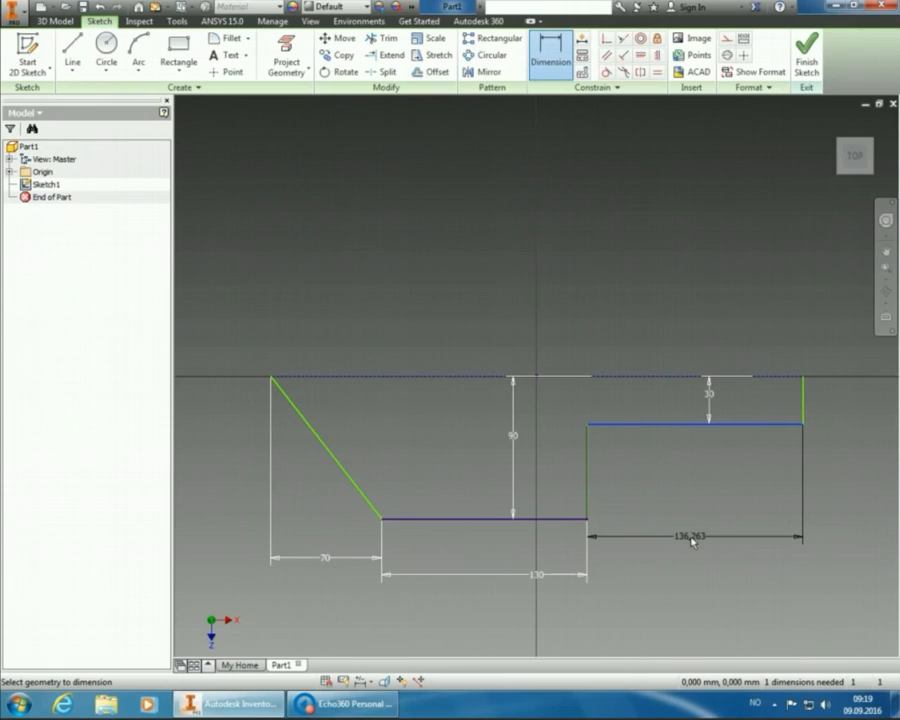 Material
Default
Part1
Sign In
PRO
3D Model
Sketch
Inspect
Tools
ANSYS 15.0
Manage
View
Environments
Get Started
Autodesk 360
Start
2D Sketch
Line
Circle
Arc
Rectangle
Fillet
Text
Point
Project
Geometry
Move
Copy
Rotate
Trim
Extend
Split
Scale
Stretch
Offset
Rectangular
Circular
Mirror
Dimension
Image
Points
ACAD
Show Format
Finish
Sketch
Sketch
Create
Modify
Pattern
Constrain
Insert
Format
Exit
Model
Part1
View: Master
Origin
Sketch1
End of Part
TOP
30
90
136,263
70
130
X
Z
My Home
Part1
Select geometry to dimension
0,000 mm, 0,000 mm
1 dimensions needed
1
1
Autodesk Invento...
Echo360 Personal ...
NO
09:19
09.09.2016